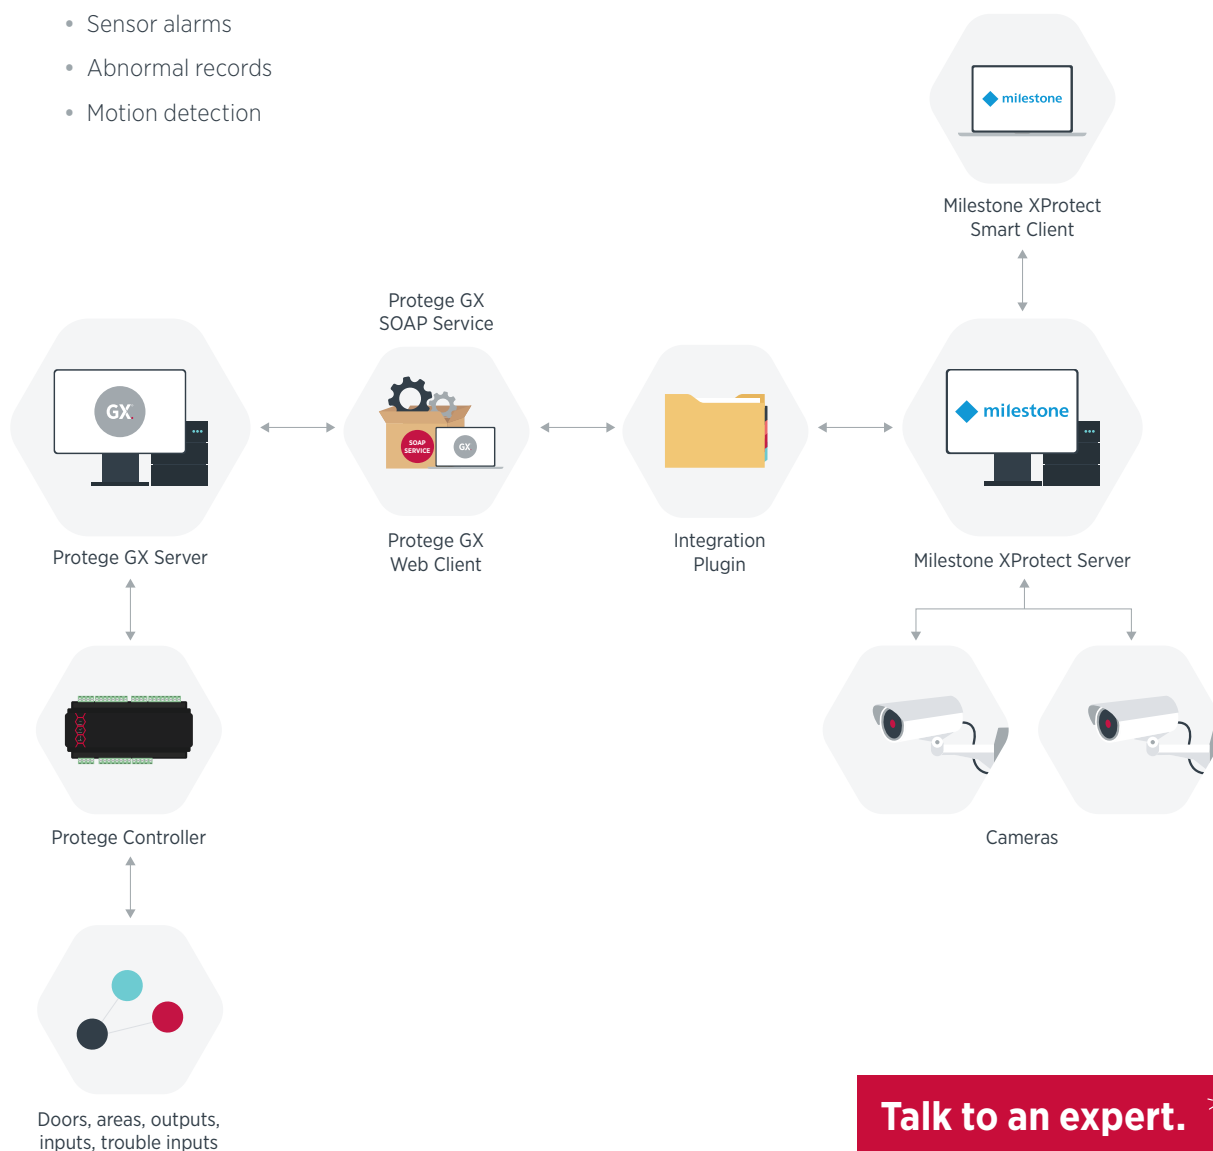 • Sensor alarms
• Abnormal records
• Motion detection
milestone
Milestone XProtect
Smart Client
Protege GX
SOAP Service
GX
SOAP
SERVICE
GX
milestone
Protege GX Server
Protege GX
Web Client
Integration
Plugin
Milestone XProtect Server
Protege Controller
Cameras
Doors, areas, outputs,
inputs, trouble inputs
Talk to an expert.